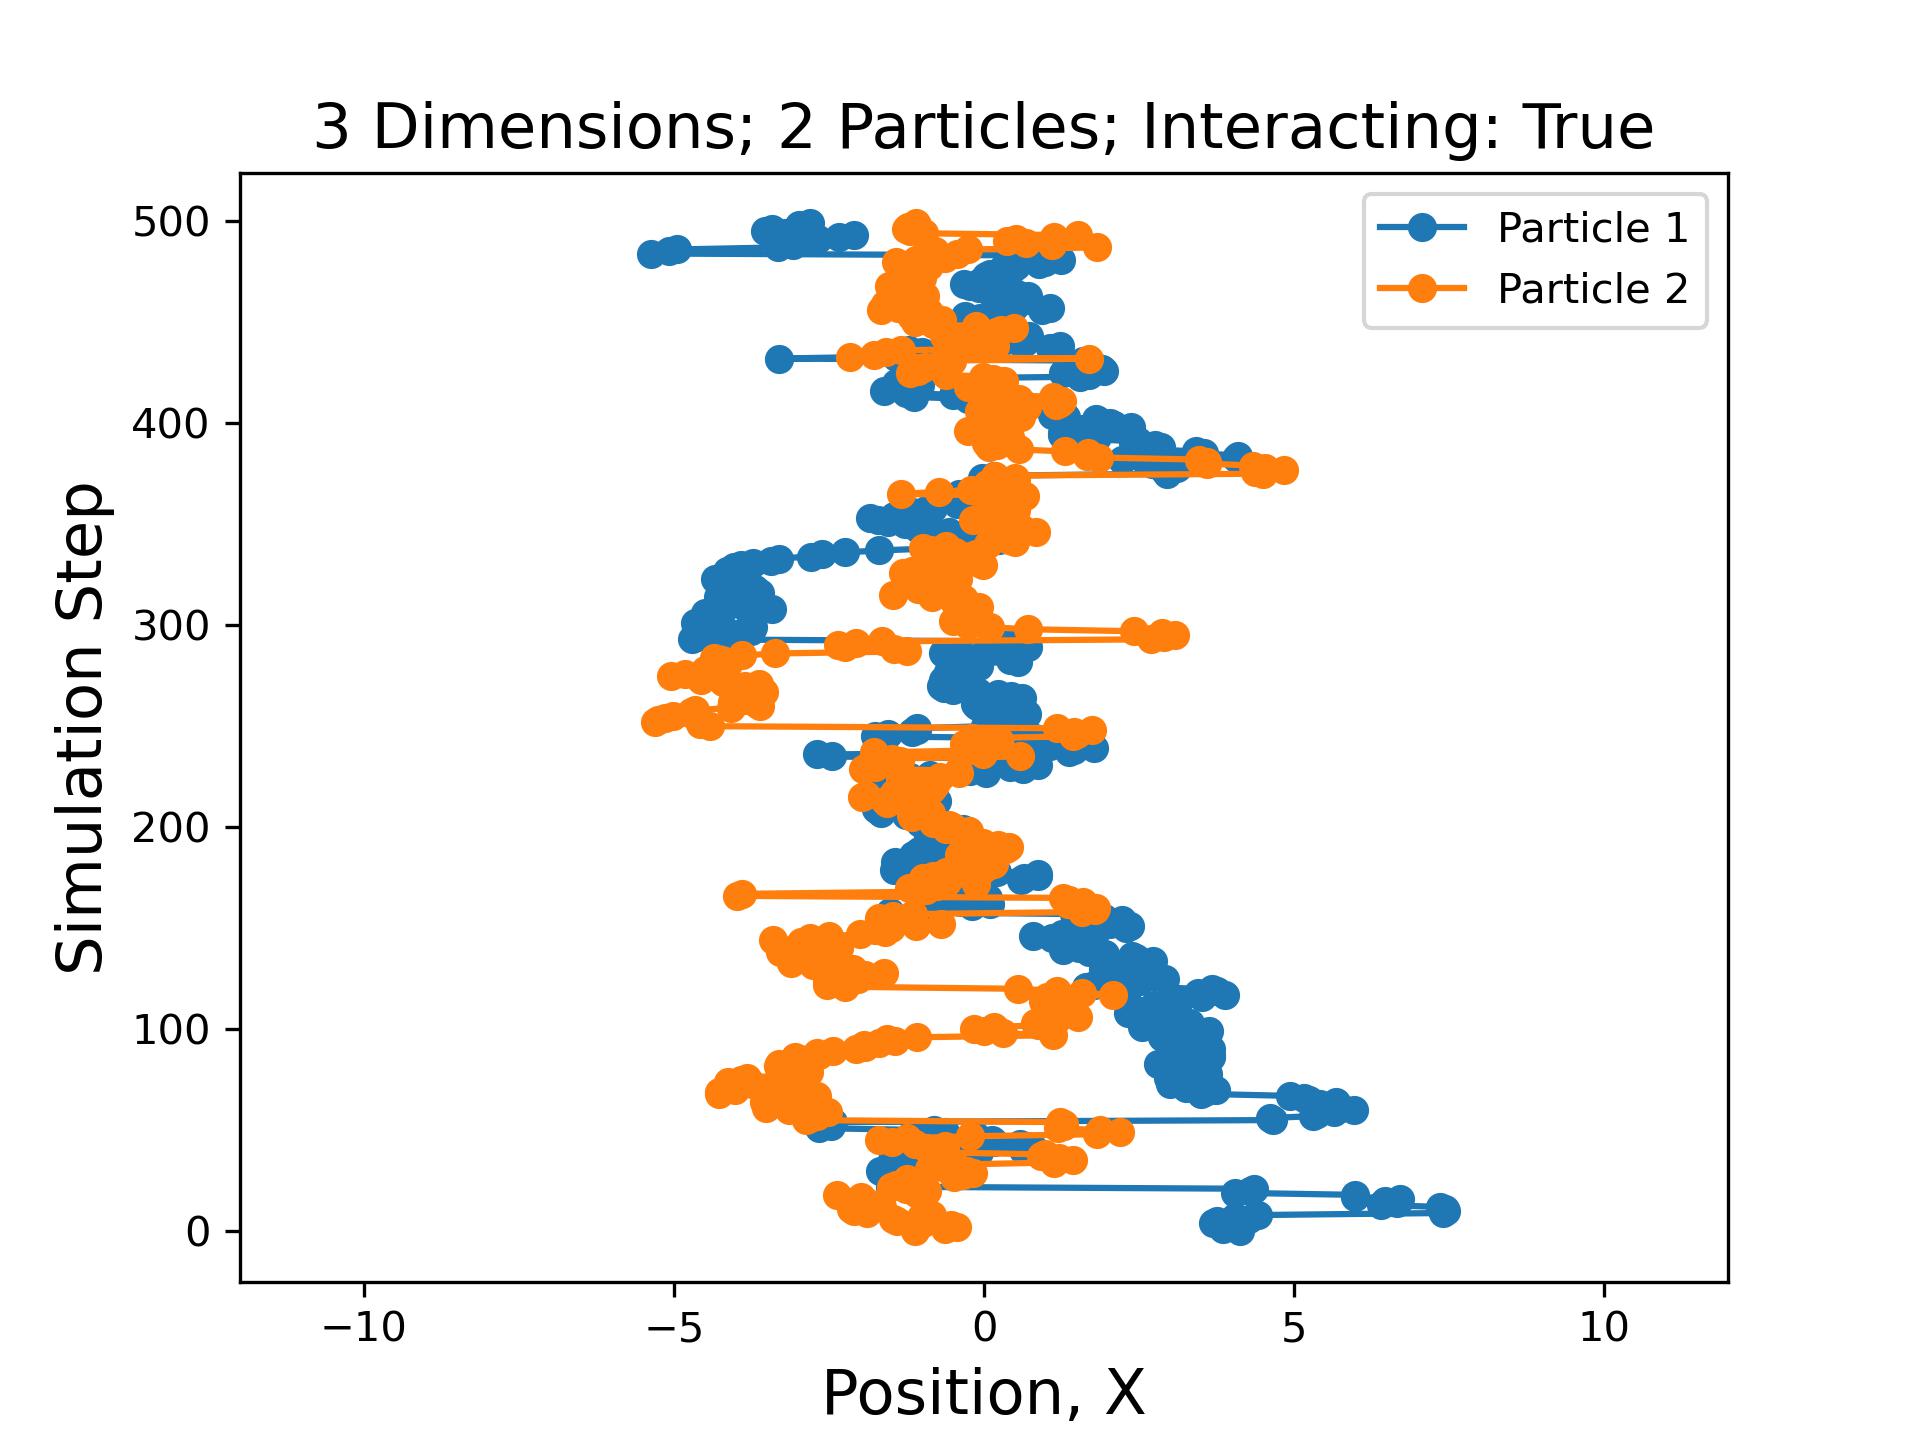 3 Dimensions; 2 Particles; Interacting: True
Particle 1
Particle 2
Simulation Step
500
400
300
200
100
0
−10
−5
0
5
10
Position, X